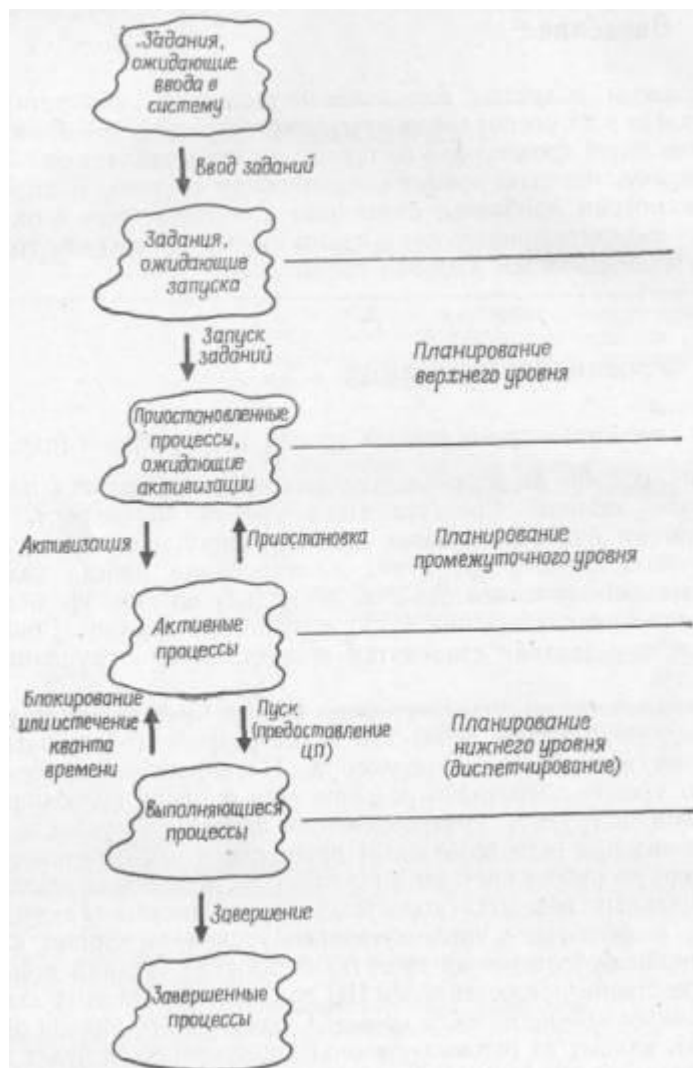 Задания,
ожидающие
ввода в
систему
Ввод заданий
Задания,
ожидающие
запуска
Запуск
заданий
Планирование
верхнего уровня
Приостановленные
процессы,
ожидающие
активизации
Активизация
Приостановка
Планирование
промежуточного уровня
Активные
процессы
Блокирование
или истечение
кванта
времени
Пуск
(предоставление
ЦП)
Планирование
нижнего уровня
(диспетчирование)
Выполняющиеся
процессы
Завершение
Завершенные
процессы